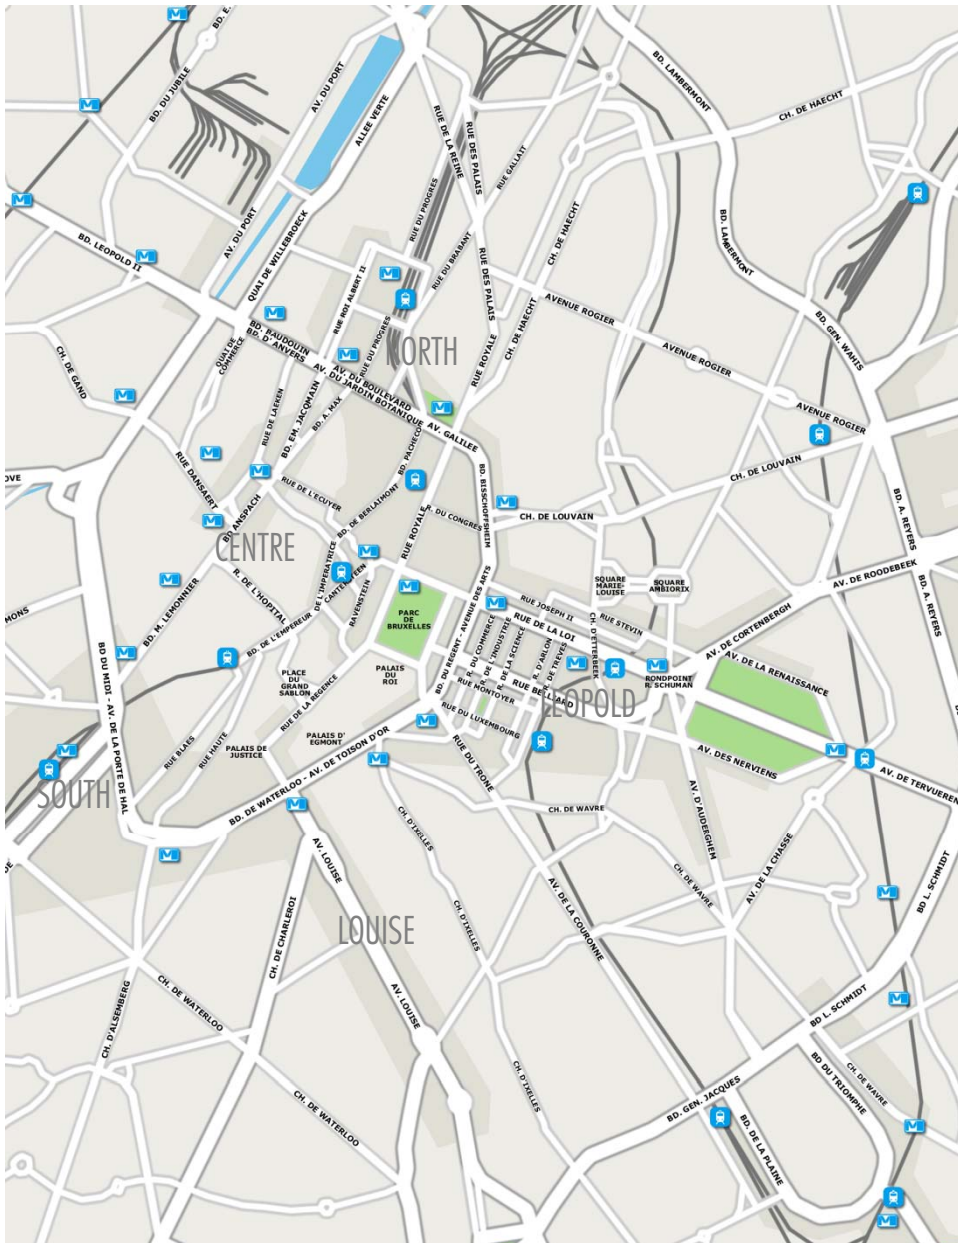 BD. E.
BD. DU JUBILE
AV. DU PORT
ALLEE VERTE
BD. LAMBERMONT
CH. DE HAECHT
RUE DE LA REINE
RUE DES PALAIS
RUE GALLAIT
RUE DU PROGRES
AV. DU PORT
QUAI DE WILLEBROECK
BD. LEOPOLD II
RUE ROI ALBERT II
RUE DU BRABANT
RUE DES PALAIS
CH. DE HAECHT
BD. LAMBERMONT
AVENUE ROGIER
BD. GEN. WAHIS
QUAI DE
COMMERCE
BD. BAUDOUIN
BD. D' ANVERS
RUE DU PROGRES
NORTH
RUE ROYALE
CH. DE HAECHT
AVENUE ROGIER
CH. DE GAND
AV. DU BOULEVARD
AV. DU JARDIN BOTANIQUE
AV. GALILEE
RUE DE LAEKEN
BD. EM. JACQMAIN
BD. A. MAX
BD. PACHECO
AVENUE ROGIER
OVE
RUE DANSAERT
RUE DE L'ECUYER
BD. DE BERLAIMONT
BD. BISSCHOFFSHEIM
CH. DE LOUVAIN
BD. A. REYERS
BD ANSPACH
CENTRE
RUE ROYALE
R. DU CONGRES
CH. DE LOUVAIN
MONS
BD. M. LEMONNIER
R. DE L'HOPITAL
DE L'IMPERATRICE
CANTERSTEEN
RAVENSTEIN
PARC
DE
BRUXELLES
BD. DU REGENT - AVENUE DES ARTS
SQUARE
MARIE-
LOUISE
SQUARE
AMBIORIX
AV. DE ROODEBEEK
BD. A. REYERS
RUE JOSEPH II
RUE STEVIN
RUE DE LA LOI
CH. D'ETTERBEEK
AV. DE CORTENBERGH
AV. DE LA RENAISSANCE
BD. DE L'EMPEREUR
R. DU COMMERCE
R. DE L'INDUSTRIE
R. DE LA SCIENCE
R. D'ARLON
R. DE TREVES
RONDPOINT
R. SCHUMAN
PLACE
DU
GRAND
SABLON
PALAIS
DU
ROI
RUE MONTOYER
RUE BELLIARD
LEOPOLD
BD DU MIDI - AV. DE LA PORTE DE HAL
RUE DE LA REGENCE
RUE DU LUXEMBOURG
RUE BLAES
RUE HAUTE
PALAIS DE
JUSTICE
PALAIS D'
EGMONT
RUE DU TRONE
AV. DES NERVIENS
AV. DE TERVUEREN
SOUTH
BD. DE WATERLOO - AV. DE TOISON D'OR
CH. DE WAVRE
AV. D'AUDERGHEM
CH. D'IXELLES
AV. LOUISE
DE
AV. DE LA CHASSE
CH. DE WAVRE
BD L. SCHMIDT
LOUISE
CH. DE CHARLEROI
CH. D'IXELLES
AV. DE LA COURONNE
CH. D'ALSEMBERG
CH. DE WATERLOO
AV. LOUISE
BD L. SCHMIDT
CH. DE WATERLOO
CH. D'IXELLES
BD. GEN. JACQUES
BD DU TRIOMPHE
CH. DE WAVRE
BD. DE LA PLAINE